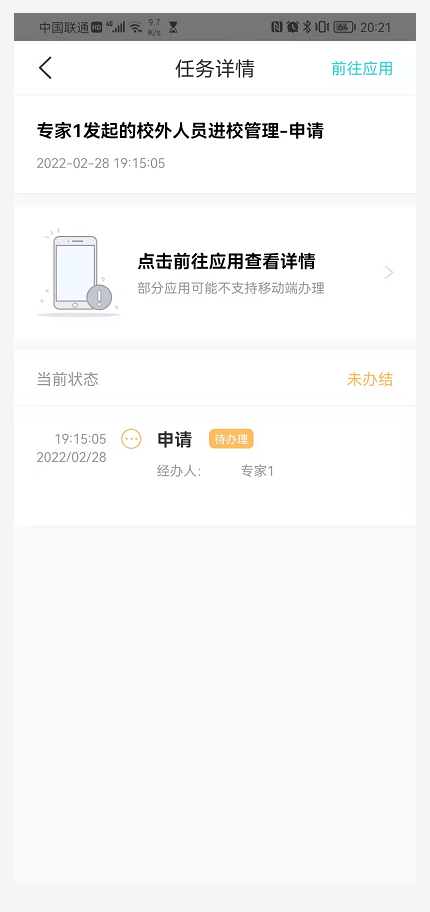 中国联通 HD 46 9.7 K/s 64 20:21
任务详情 前往应用
专家1发起的校外人员进校管理-申请
2022-02-28 19:15:05
点击前往应用查看详情
部分应用可能不支持移动端办理
当前状态 未办结
19:15:05 申请 待办理
2022/02/28
经办人: 专家1